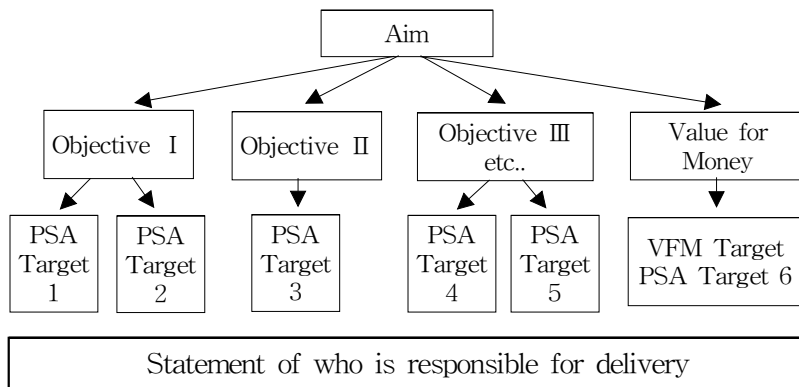 Aim
Objective Ⅰ
Objective Ⅱ
Objective Ⅲ
etc..
Value for
Money
PSA
Target
1
PSA
Target
2
PSA
Target
3
PSA
Target
4
PSA
Target
5
VFM Target
PSA Target 6
Statement of who is responsible for delivery